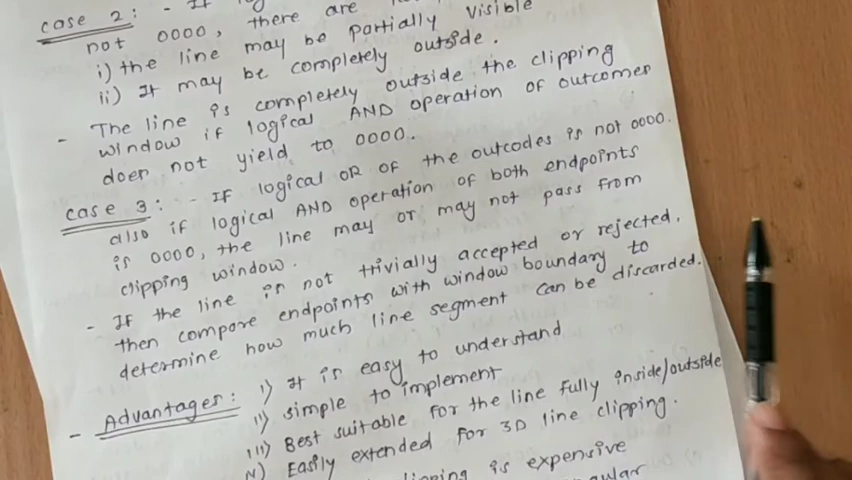 case 2 : - If
not 0000, there are
i) the line may be partially visible
ii) It may be completely outside.
- The line is completely outside the clipping
window if logical AND operation of outcomes
does not yield to 0000.
case 3 : - If logical OR of the outcodes is not 0000.
also if logical AND operation of both endpoints
is 0000, the line may or may not pass from
clipping window.
- If the line is not trivially accepted or rejected,
then compare endpoints with window boundary to
determine how much line segment can be discarded.
- Advantages : i) It is easy to understand
ii) simple to implement
iii) Best suitable for the line fully inside/outside
iv) Easily extended for 3D line clipping.
is expensive